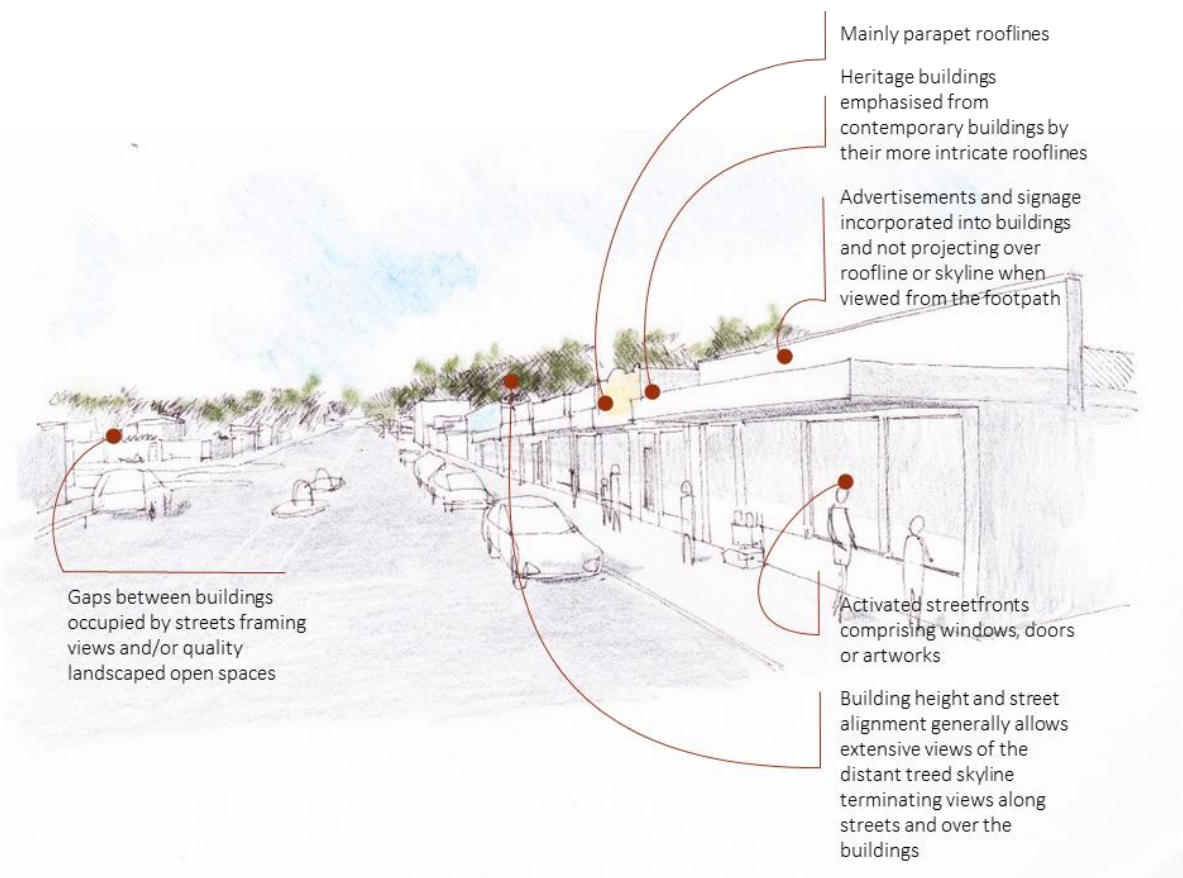 Mainly parapet rooflines
Heritage buildings
emphasised from
contemporary buildings by
their more intricate rooflines
Advertisements and signage
incorporated into buildings
and not projecting over
roofline or skyline when
viewed from the footpath
Gaps between buildings
occupied by streets framing
views and/or quality
landscaped open spaces
Activated streetfronts
comprising windows, doors
or artworks
Building height and street
alignment generally allows
extensive views of the
distant treed skyline
terminating views along
streets and over the
buildings